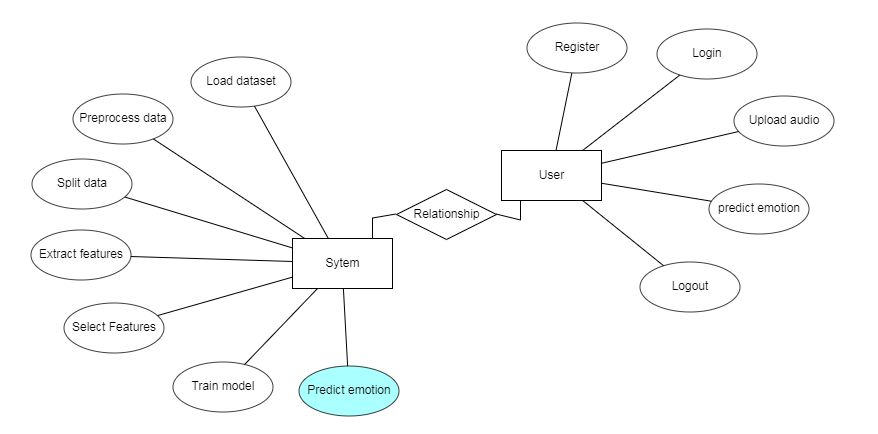 Register
Login
Load dataset
Preprocess data
Upload audio
User
Split data
predict emotion
Relationship
Extract features
Sytem
Logout
Select Features
Train model
Predict emotion